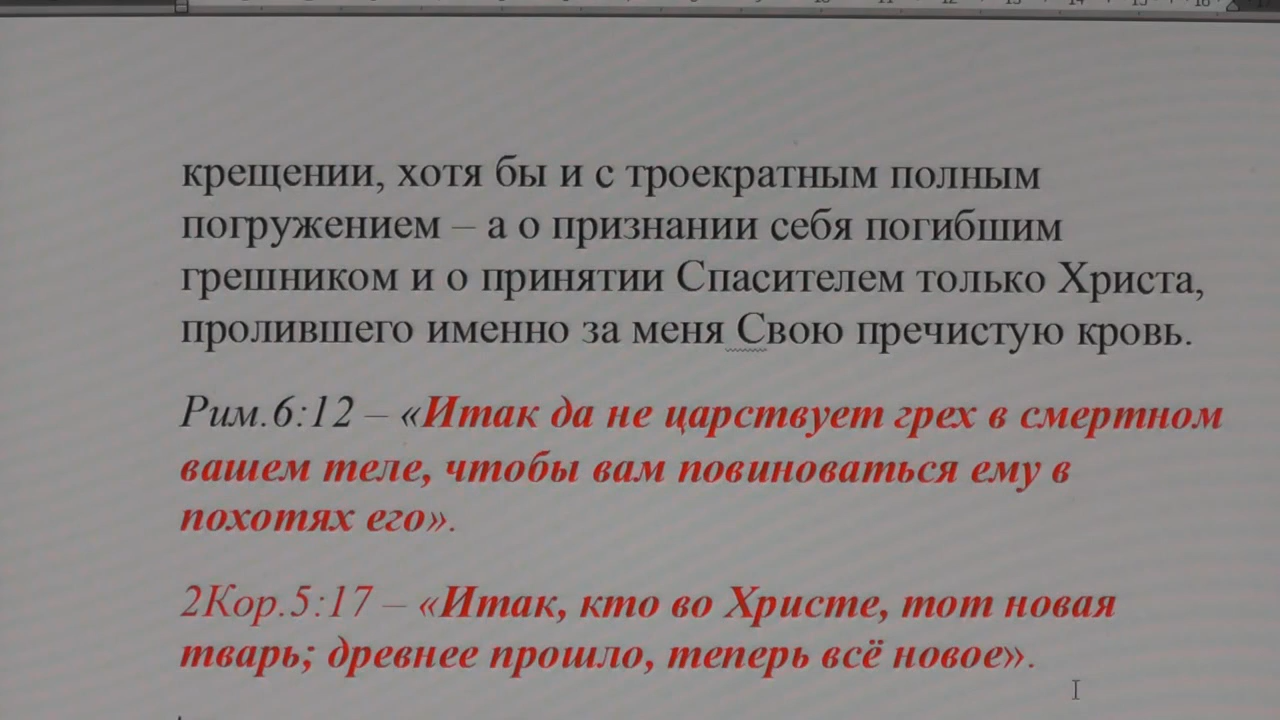 крещении, хотя бы и с троекратным полным
погружением – а о признании себя погибшим
грешником и о принятии Спасителем только Христа,
пролившего именно за меня Свою пречистую кровь.
Рим.6:12 – «Итак да не царствует грех в смертном
вашем теле, чтобы вам повиноваться ему в
похотях его».
2Кор.5:17 – «Итак, кто во Христе, тот новая
тварь; древнее прошло, теперь всё новое».